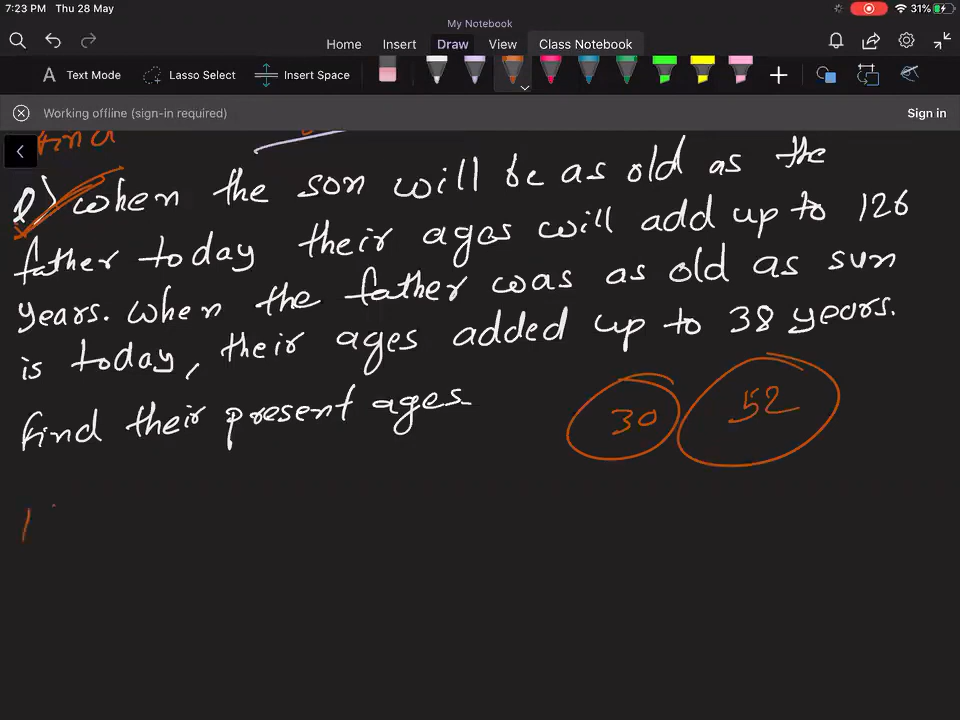 7:23 PM Thu 28 May
31%
My Notebook
Home Insert Draw View Class Notebook
Text Mode Lasso Select Insert Space
Working offline (sign-in required) Sign in
find
Q) when the son will be as old as the
father today their ages will add up to 126
years. when the father was as old as sun
is today, their ages added up to 38 years.
find their present ages
30 52